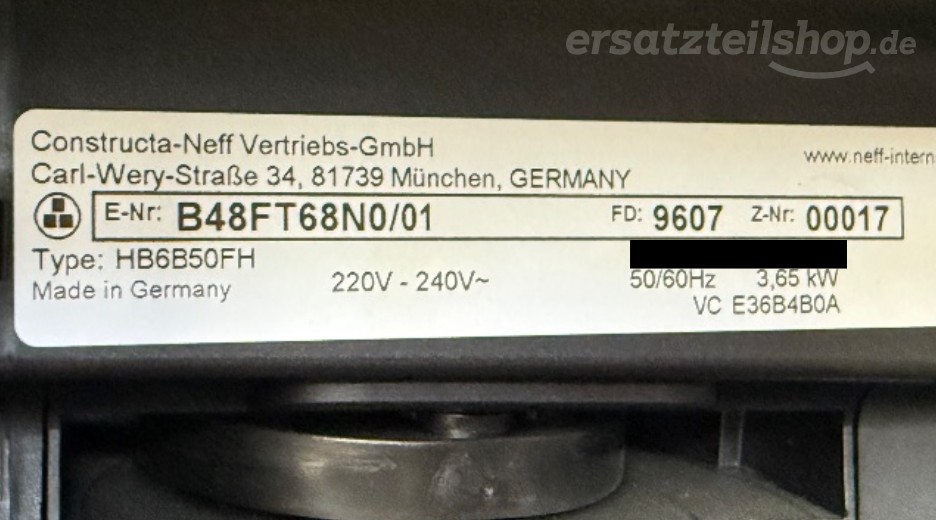 ersatzteilshop.de
Constructa-Neff Vertriebs-GmbH
www.neff-intern
Carl-Wery-Straße 34, 81739 München, GERMANY
E-Nr: B48FT68N0/01 FD: 9607 Z-Nr: 00017
Type: HB6B50FH
Made in Germany 220V - 240V~ 50/60Hz 3,65 kW
VC E36B4B0A